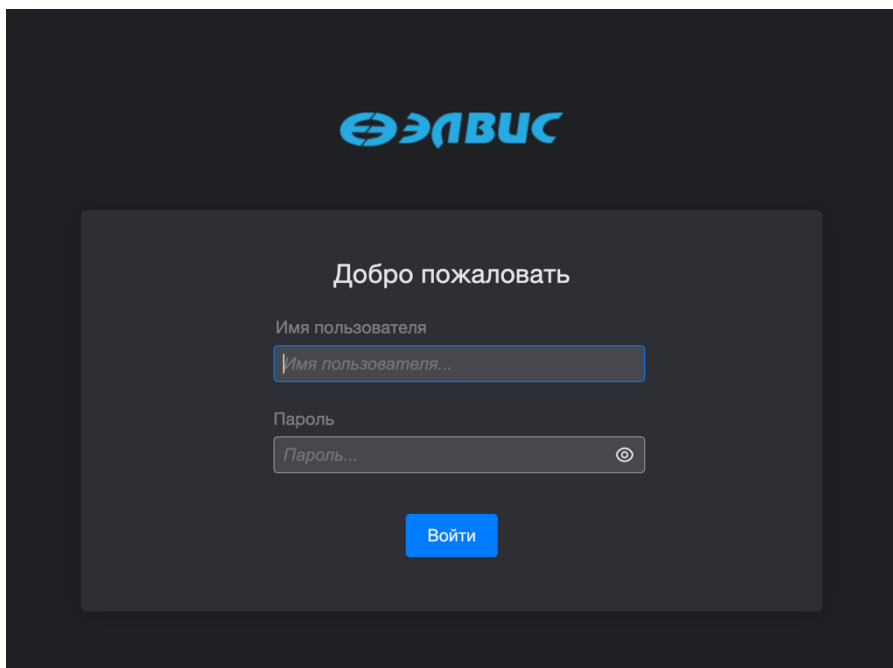 ЭЛВИС
Добро пожаловать
Имя пользователя
Имя пользователя...
Пароль
Пароль...
Войти